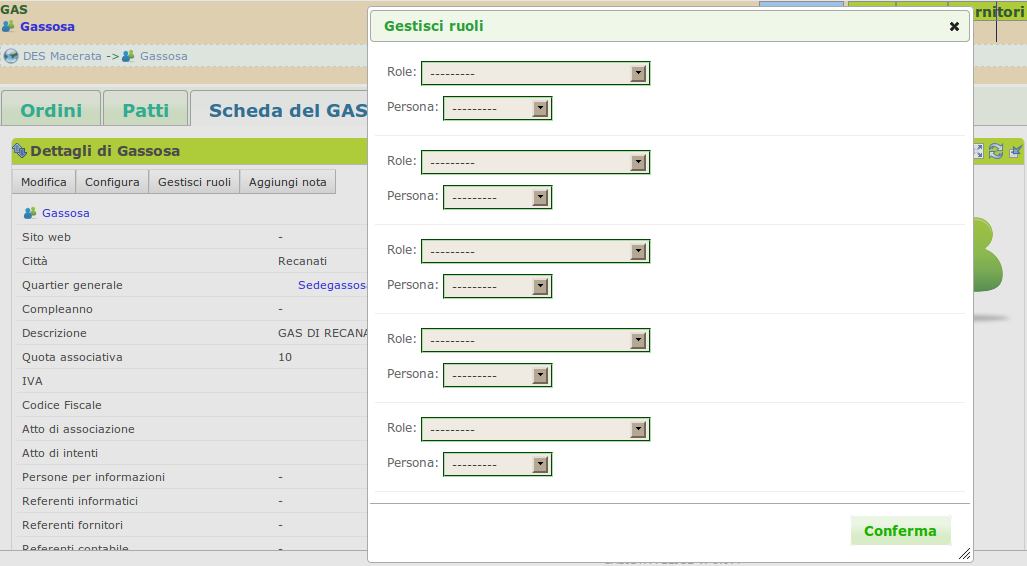 GAS
Gassosa
DES Macerata -> Gassosa
Ordini
Patti
Scheda del GAS
Dettagli di Gassosa
Modifica
Configura
Gestisci ruoli
Aggiungi nota
Gassosa
Sito web -
Città Recanati
Quartier generale Sedegassos
Compleanno -
Descrizione GAS DI RECANA
Quota associativa 10
IVA
Codice Fiscale
Atto di associazione
Atto di intenti
Persone per informazioni -
Referenti informatici -
Referenti fornitori -
Referenti contabile -
Gestisci ruoli
Role: ---------
Persona: ---------
Role: ---------
Persona: ---------
Role: ---------
Persona: ---------
Role: ---------
Persona: ---------
Role: ---------
Persona: ---------
Conferma
rnitori